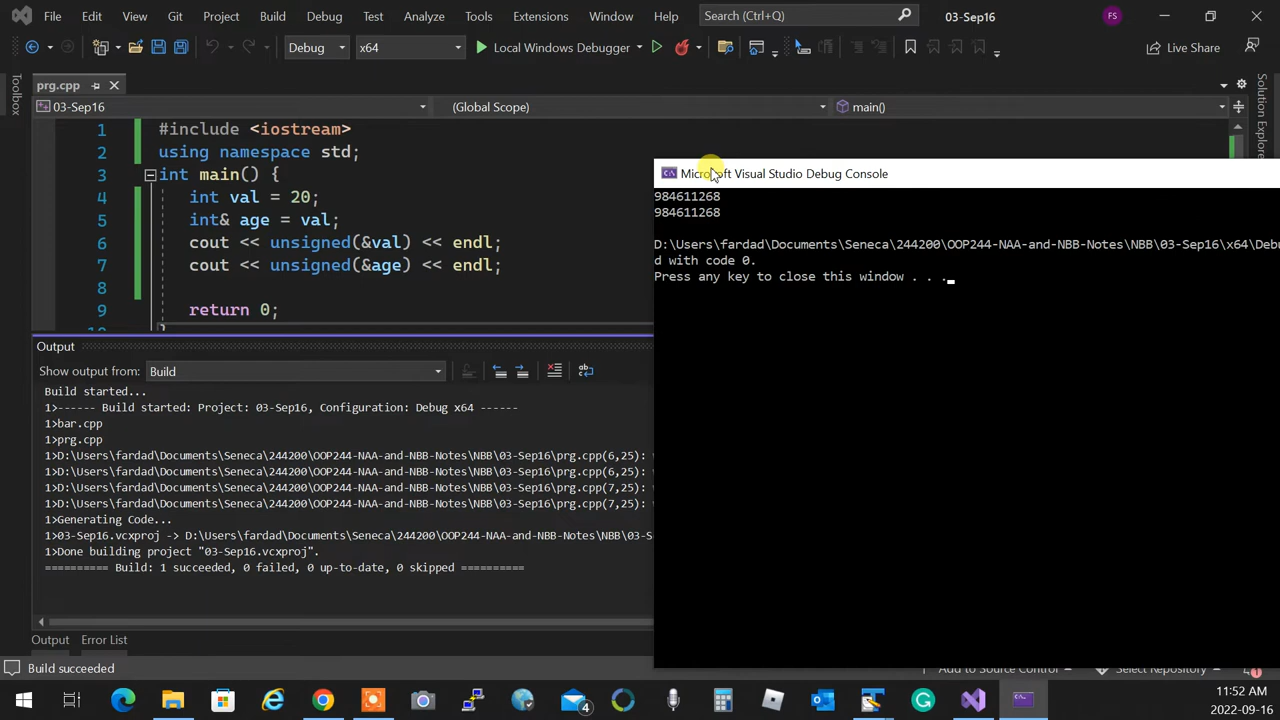 File Edit View Git Project Build Debug Test Analyze Tools Extensions Window Help Search (Ctrl+Q) 03-Sep16 FS
Debug x64 Local Windows Debugger Live Share
prg.cpp
03-Sep16 (Global Scope) main()
Toolbox
Solution Explorer
1 #include <iostream>
2 using namespace std;
3 int main() {
4 int val = 20;
5 int& age = val;
6 cout << unsigned(&val) << endl;
7 cout << unsigned(&age) << endl;
8
9 return 0;
10 }
Microsoft Visual Studio Debug Console
984611268
984611268
D:\Users\fardad\Documents\Seneca\244200\OOP244-NAA-and-NBB-Notes\NBB\03-Sep16\x64\Debu
d with code 0.
Press any key to close this window . . .
Output
Show output from: Build
Build started...
1>------ Build started: Project: 03-Sep16, Configuration: Debug x64 ------
1>bar.cpp
1>prg.cpp
1>D:\Users\fardad\Documents\Seneca\244200\OOP244-NAA-and-NBB-Notes\NBB\03-Sep16\prg.cpp(6,25):
1>D:\Users\fardad\Documents\Seneca\244200\OOP244-NAA-and-NBB-Notes\NBB\03-Sep16\prg.cpp(6,25):
1>D:\Users\fardad\Documents\Seneca\244200\OOP244-NAA-and-NBB-Notes\NBB\03-Sep16\prg.cpp(7,25):
1>D:\Users\fardad\Documents\Seneca\244200\OOP244-NAA-and-NBB-Notes\NBB\03-Sep16\prg.cpp(7,25):
1>Generating Code...
1>03-Sep16.vcxproj -> D:\Users\fardad\Documents\Seneca\244200\OOP244-NAA-and-NBB-Notes\NBB\03-S
1>Done building project "03-Sep16.vcxproj".
========== Build: 1 succeeded, 0 failed, 0 up-to-date, 0 skipped ==========
Output Error List
Build succeeded Add to Source Control Select Repository 1
4
11:52 AM
2022-09-16